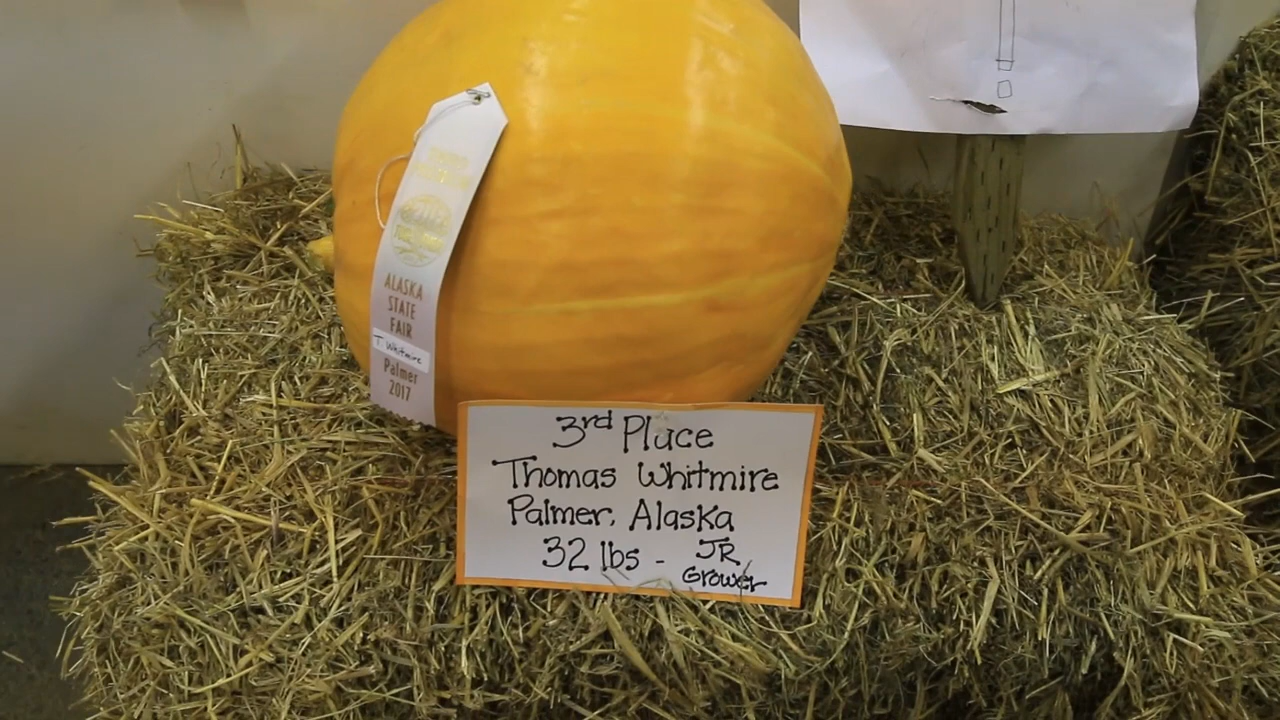 ALASKA
STATE
FAIR
T. Whitmire
Palmer
2017
3rd Place
Thomas Whitmire
Palmer, Alaska
32 lbs - JR
Grower